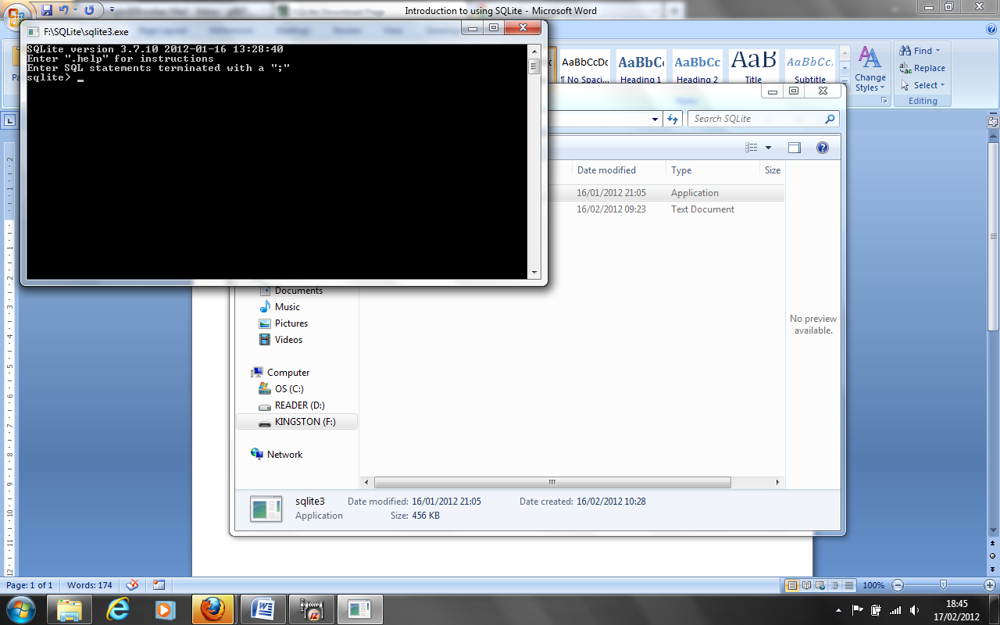 Introduction to using SQLite - Microsoft Word
F:\SQLite\sqlite3.exe
SQLite version 3.7.10 2012-01-16 13:28:40
Enter ".help" for instructions
Enter SQL statements terminated with a ";"
sqlite> _
AaBbCcDc AaBbCc AaBbCc AaB AaBbCc.
¶ No Spaci... Heading 1 Heading 2 Title Subtitle
Change
Styles
Find
Replace
Select
Editing
Search SQLite
Date modified Type Size
16/01/2012 21:05 Application
16/02/2012 09:23 Text Document
No preview
available.
Documents
Music
Pictures
Videos
Computer
OS (C:)
READER (D:)
KINGSTON (F:)
Network
sqlite3 Date modified: 16/01/2012 21:05 Date created: 16/02/2012 10:28
Application Size: 456 KB
Page: 1 of 1 Words: 174 100%
18:45
17/02/2012